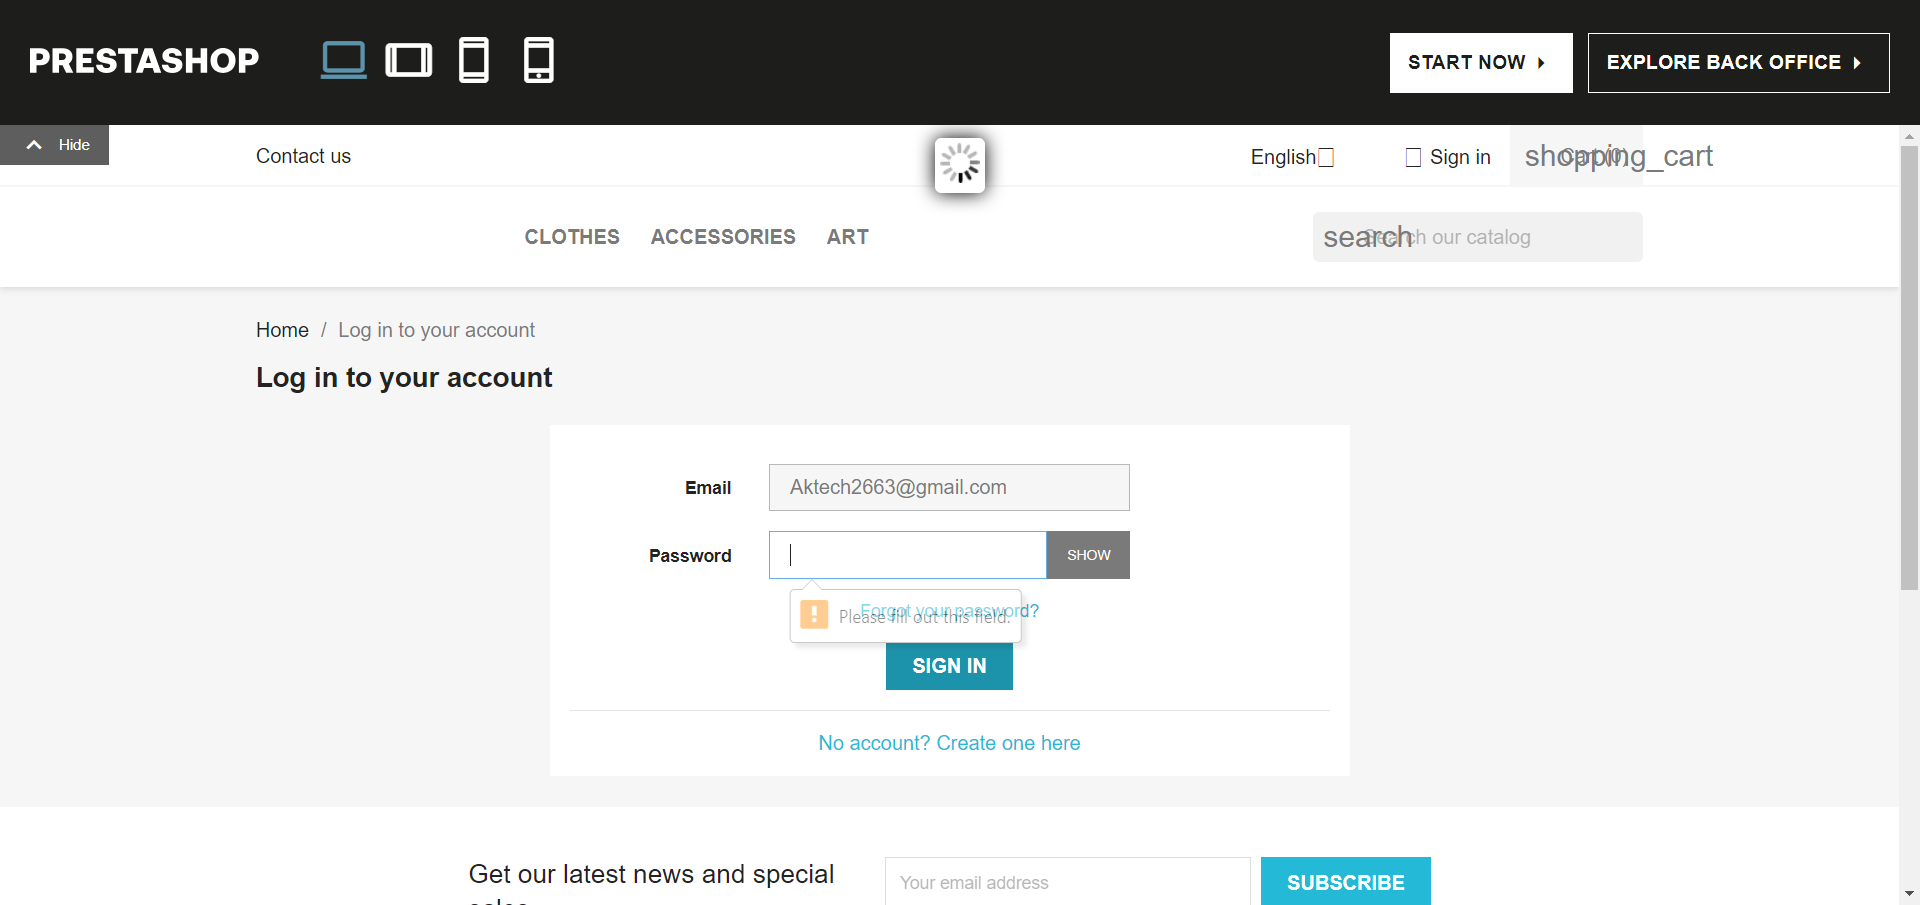 PRESTASHOP
START NOW
EXPLORE BACK OFFICE
Hide
Contact us
English
Sign in
shopping_cart
Cart (0)
CLOTHES ACCESSORIES ART
search
Search our catalog
Home / Log in to your account
Log in to your account
Email
Aktech2663@gmail.com
Password
SHOW
Forgot your password?
Please fill out this field.
SIGN IN
No account? Create one here
Get our latest news and special
sales
Your email address
SUBSCRIBE